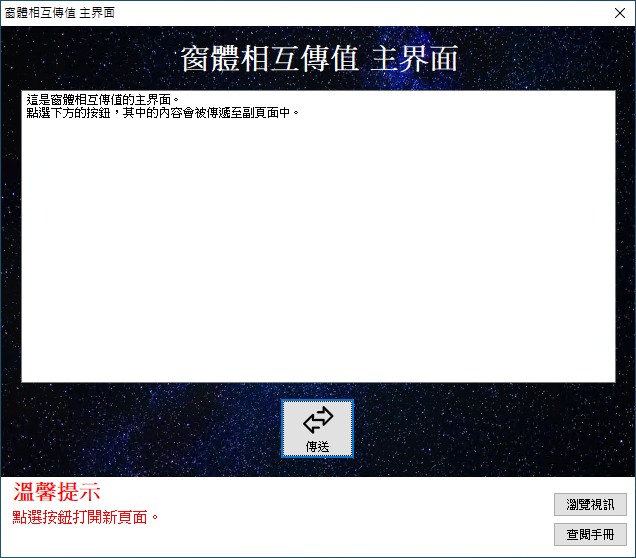 窗體相互傳值 主界面
窗體相互傳值 主界面
這是窗體相互傳值的主界面。
點選下方的按鈕，其中的內容會被傳遞至副頁面中。
傳送
溫馨提示
點選按鈕打開新頁面。
瀏覽視訊
查閱手冊